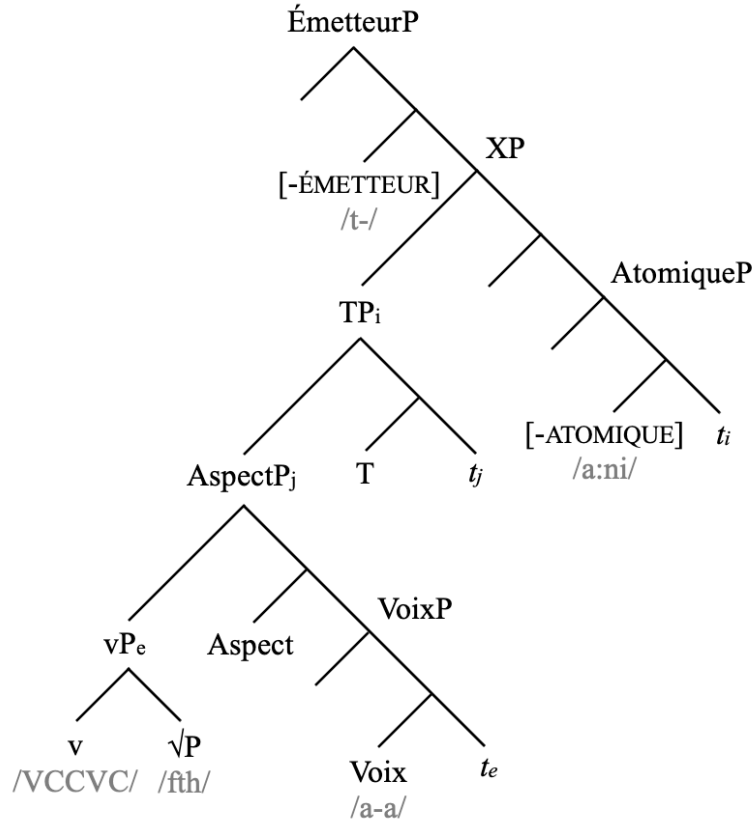 ÉmetteurP
XP
[-ÉMETTEUR]
/t-/
AtomiqueP
TPi
[-ATOMIQUE]
/a:ni/
ti
AspectPj
T
tj
VoixP
vPe
Aspect
v
√P
/VCCVC/
/fth/
Voix
/a-a/
te